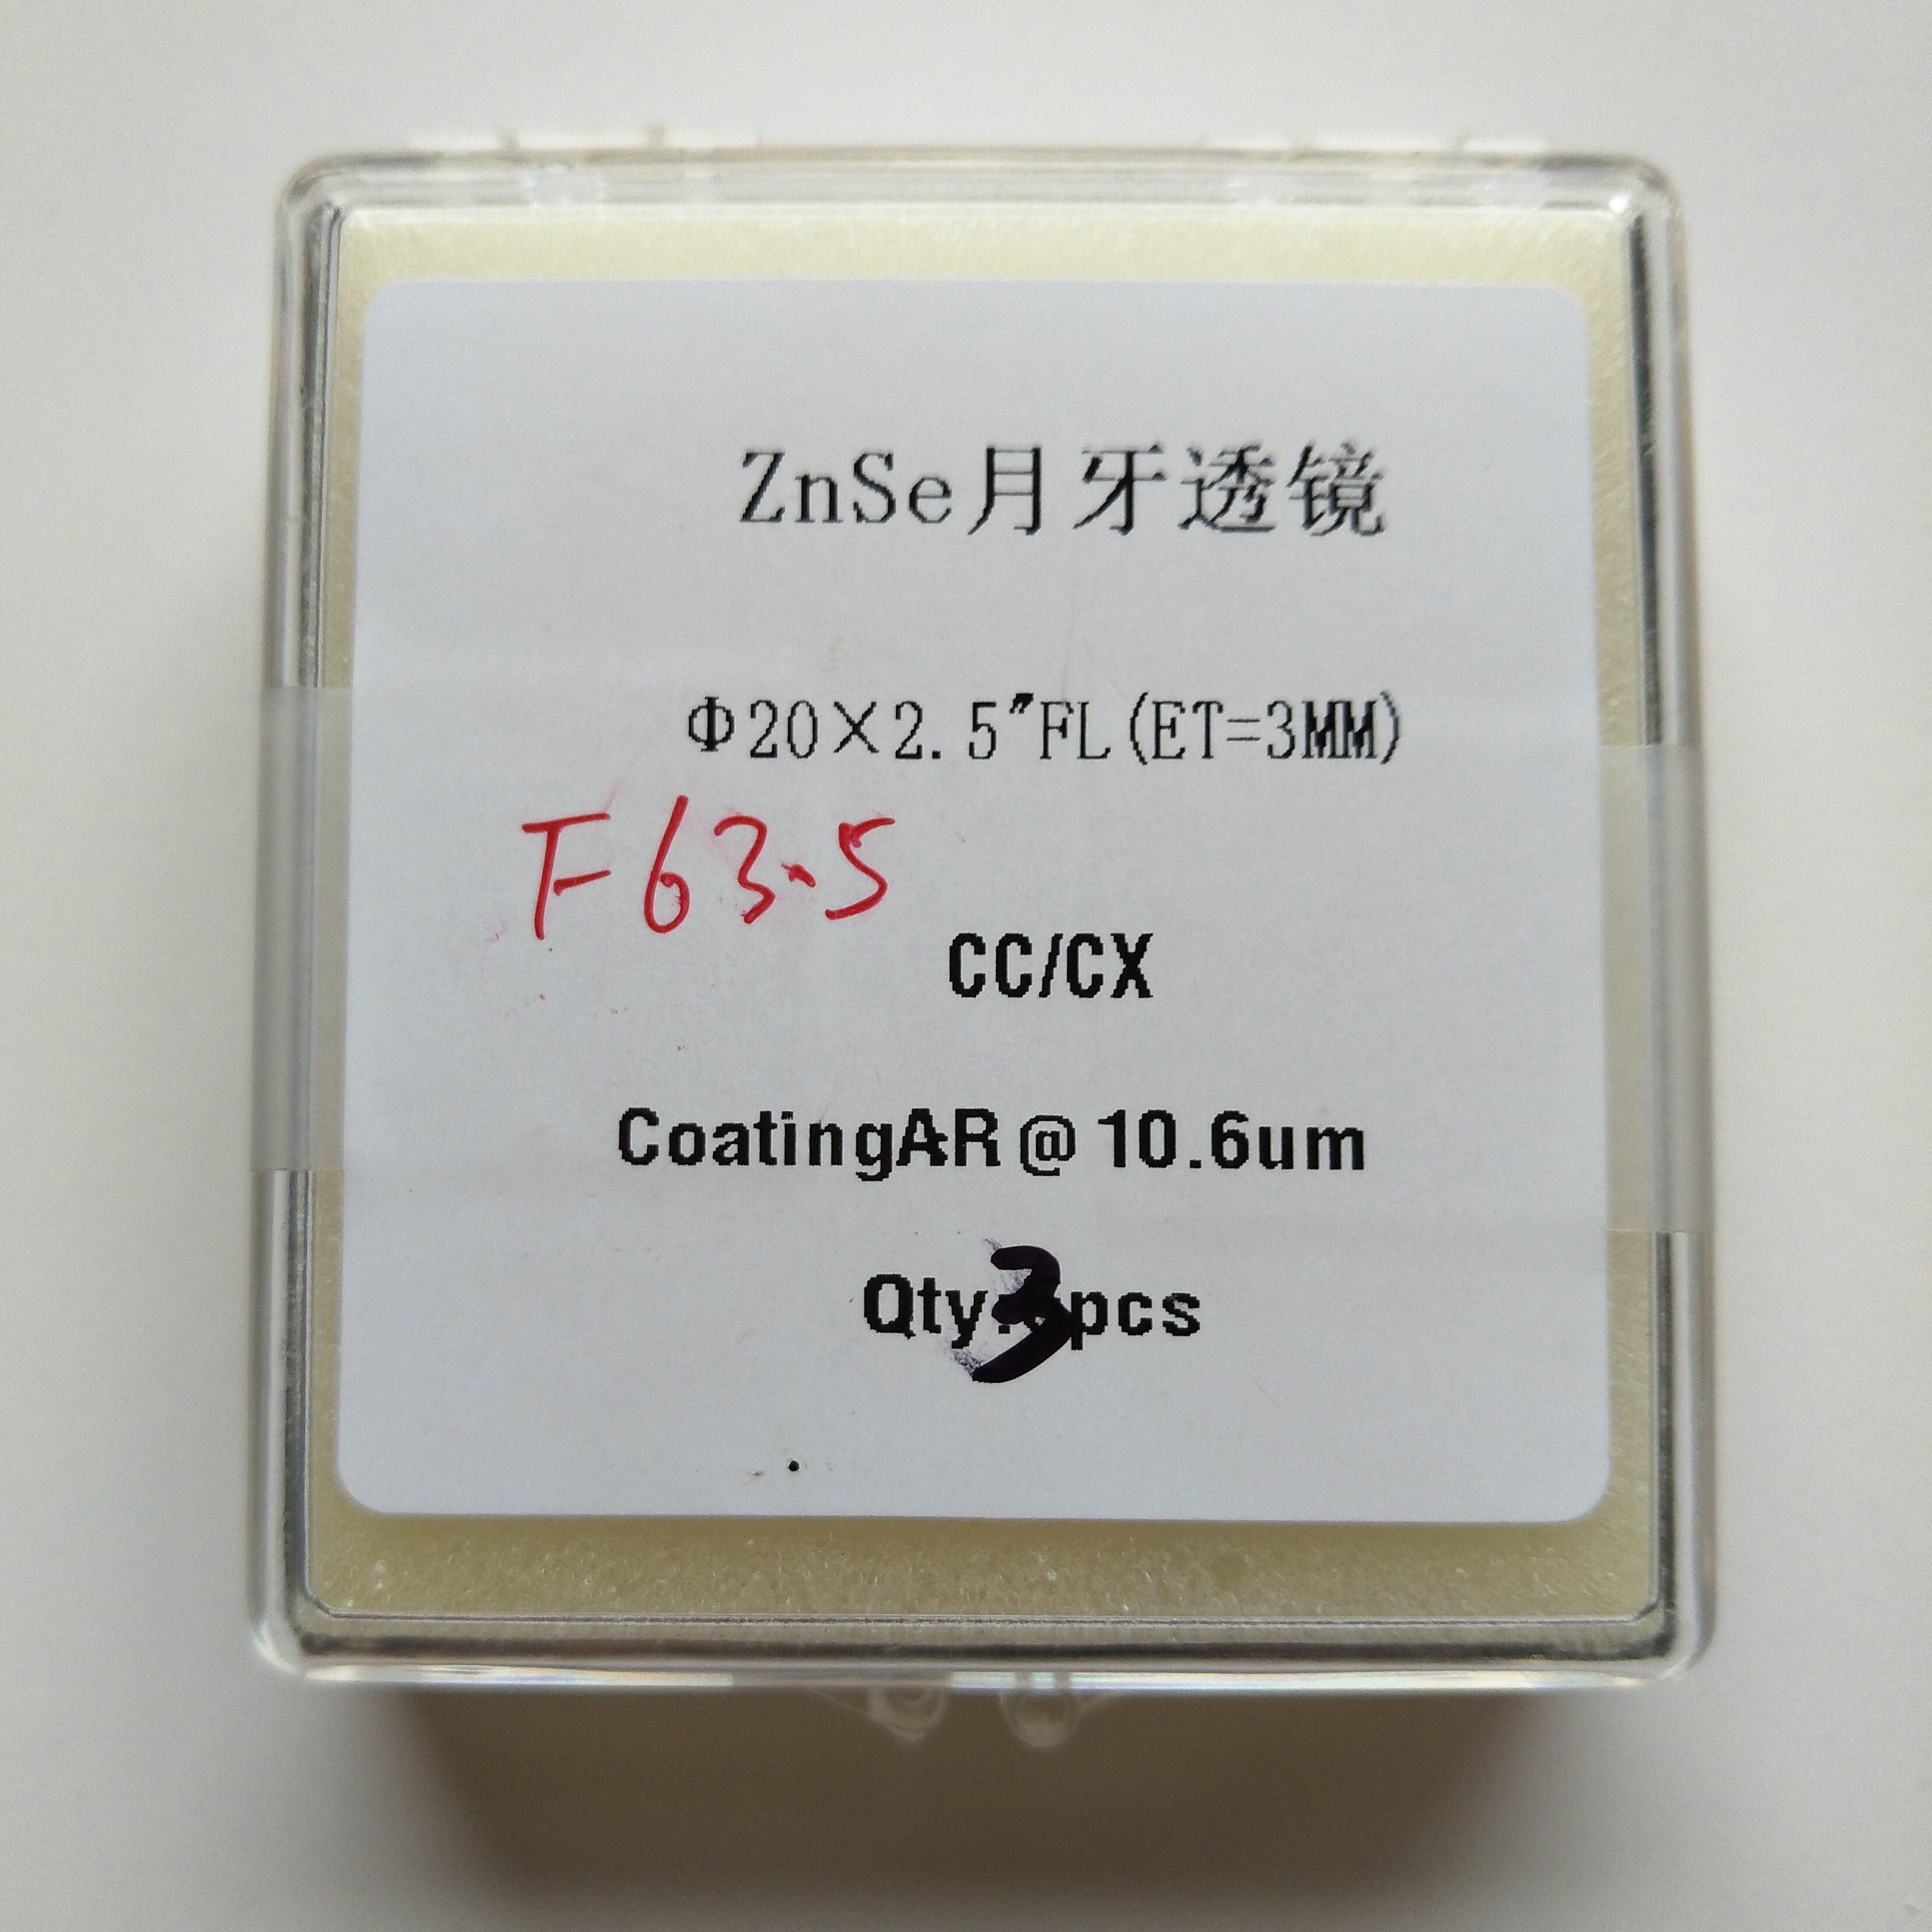 ZnSe月牙透镜
Φ20×2.5"FL(ET=3MM)
F63.5
CC/CX
CoatingAR@10.6um
Qty:3pcs